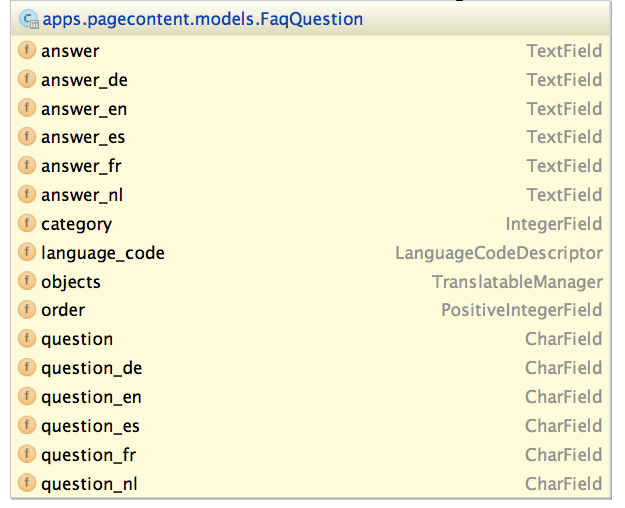 apps.pagecontent.models.FaqQuestion
answer TextField
answer_de TextField
answer_en TextField
answer_es TextField
answer_fr TextField
answer_nl TextField
category IntegerField
language_code LanguageCodeDescriptor
objects TranslatableManager
order PositiveIntegerField
question CharField
question_de CharField
question_en CharField
question_es CharField
question_fr CharField
question_nl CharField